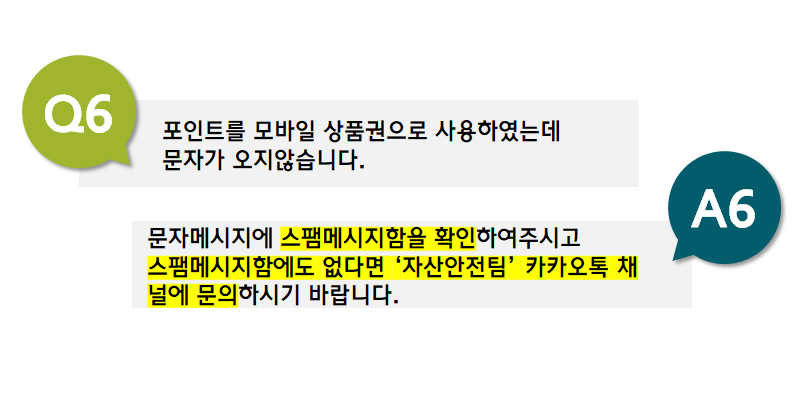 Q6
포인트를 모바일 상품권으로 사용하였는데
문자가 오지않습니다.
A6
문자메시지에 스팸메시지함을 확인하여주시고
스팸메시지함에도 없다면 ‘자산안전팀’ 카카오톡 채
널에 문의하시기 바랍니다.